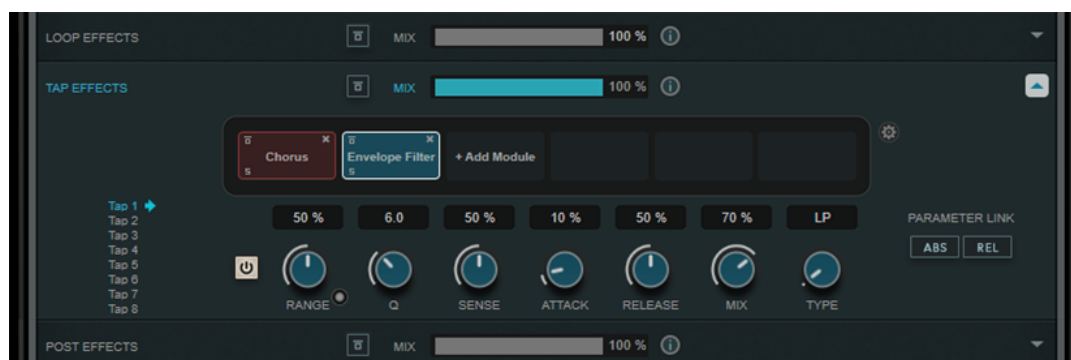 LOOP EFFECTS MIX 100 %
TAP EFFECTS MIX 100 %
Chorus Envelope Filter + Add Module
S S
Tap 1
Tap 2
Tap 3
Tap 4
Tap 5
Tap 6
Tap 7
Tap 8
50 % 6.0 50 % 10 % 50 % 70 % LP
RANGE Q SENSE ATTACK RELEASE MIX TYPE
PARAMETER LINK
ABS REL
POST EFFECTS MIX 100 %